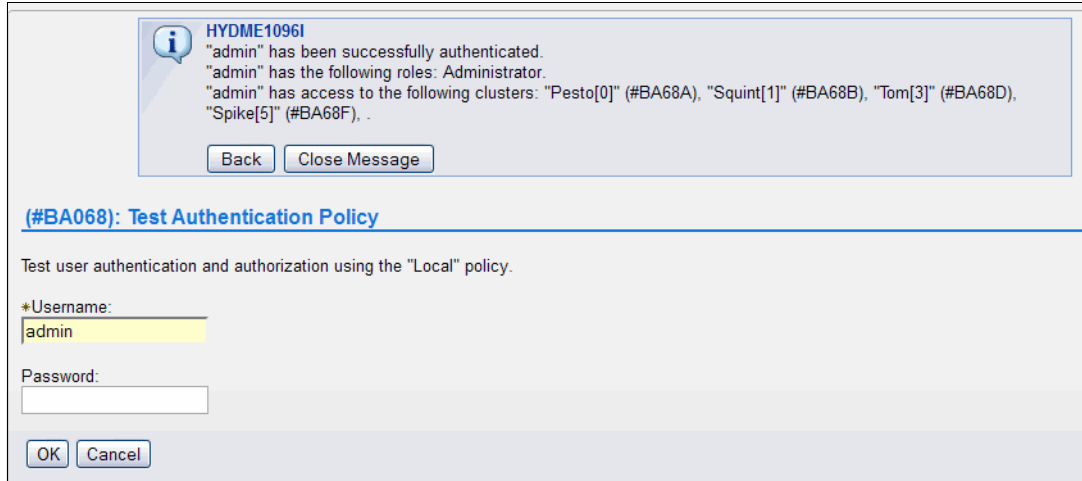 HYDME1096I
"admin" has been successfully authenticated.
"admin" has the following roles: Administrator.
"admin" has access to the following clusters: "Pesto[0]" (#BA68A), "Squint[1]" (#BA68B), "Tom[3]" (#BA68D),
"Spike[5]" (#BA68F), .
Back Close Message
(#BA068): Test Authentication Policy
Test user authentication and authorization using the "Local" policy.
*Username:
admin
Password:
OK Cancel